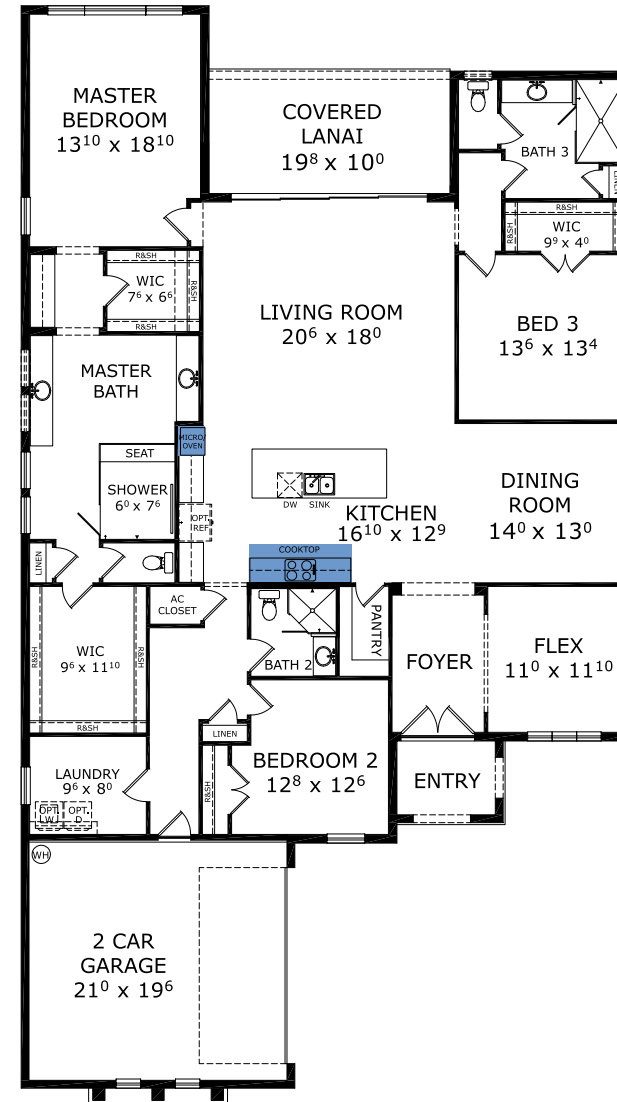 MASTER
BEDROOM
13¹⁰ x 18¹⁰
COVERED
LANAI
19⁸ x 10⁰
BATH 3
LINEN
R&SH
R&SH
WIC
9⁹ x 4⁰
R&SH
WIC
7⁶ x 6⁶
R&SH
R&SH
LIVING ROOM
20⁶ x 18⁰
BED 3
13⁶ x 13⁴
MASTER
BATH
MICRO/
OVEN
SEAT
SHOWER
6⁰ x 7⁶
OPT.
REF.
DW
SINK
KITCHEN
16¹⁰ x 12⁹
DINING
ROOM
14⁰ x 13⁰
COOKTOP
LINEN
AC
CLOSET
R&SH
WIC
9⁶ x 11¹⁰
R&SH
R&SH
BATH 2
PANTRY
FOYER
FLEX
11⁰ x 11¹⁰
LINEN
LAUNDRY
9⁶ x 8⁰
OPT.
W
OPT.
D
R&SH
BEDROOM 2
12⁸ x 12⁶
ENTRY
WH
2 CAR
GARAGE
21⁰ x 19⁶